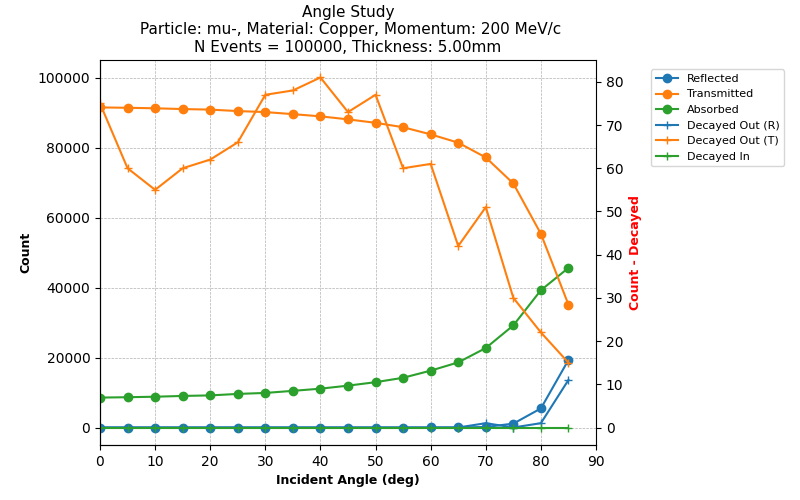 Angle Study
Particle: mu-, Material: Copper, Momentum: 200 MeV/c
N Events = 100000, Thickness: 5.00mm
100000
80000
60000
40000
20000
0
Count
0 10 20 30 40 50 60 70 80 90
Incident Angle (deg)
80
70
60
50
40
30
20
10
0
Count - Decayed
Reflected
Transmitted
Absorbed
Decayed Out (R)
Decayed Out (T)
Decayed In